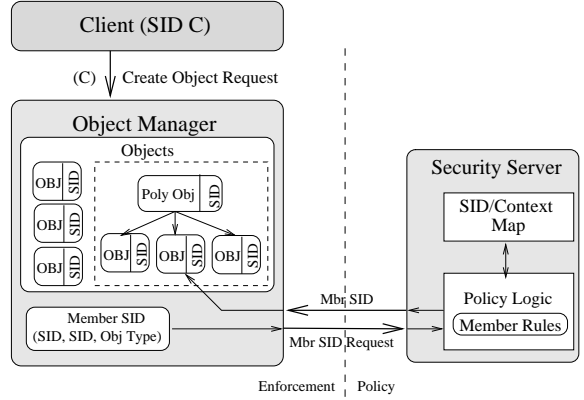 Client (SID C)
(C) Create Object Request
Object Manager
Objects
OBJ SID
OBJ SID
OBJ SID
Poly Obj SID
OBJ SID
OBJ SID
OBJ SID
Member SID
(SID, SID, Obj Type)
Mbr SID
Mbr SID Request
Security Server
SID/Context
Map
Policy Logic
Member Rules
Enforcement
Policy